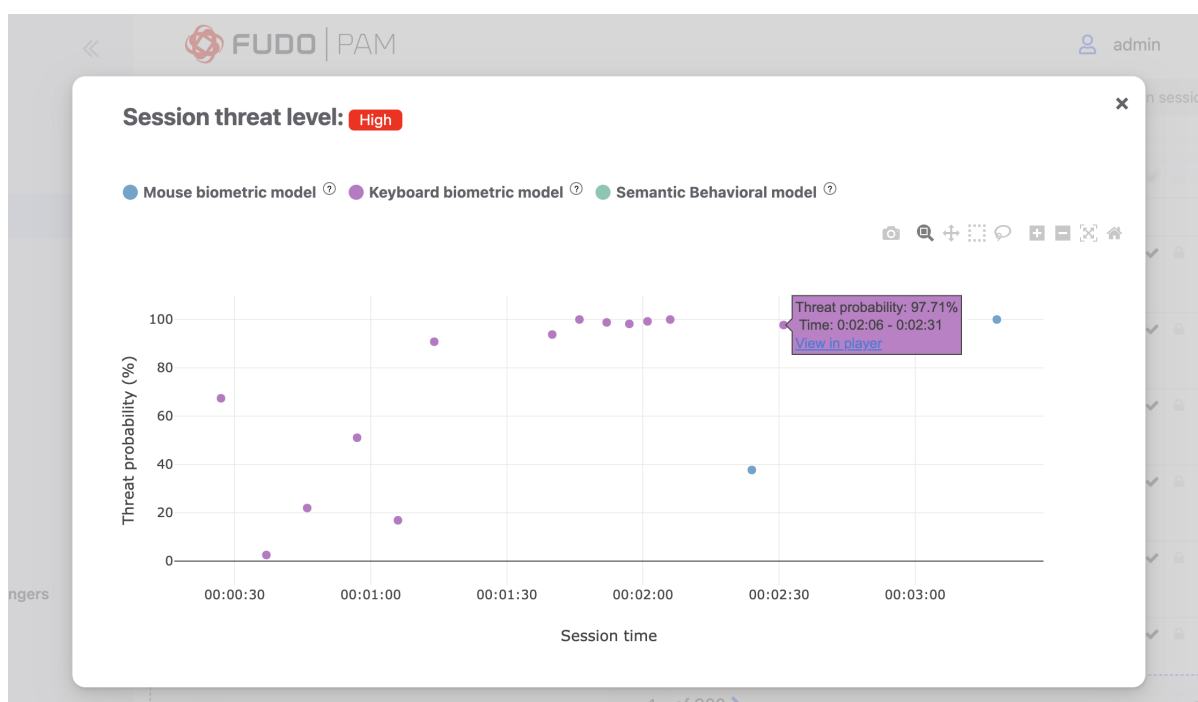 FUDO PAM
admin
Session threat level: High
Mouse biometric model ? Keyboard biometric model ? Semantic Behavioral model ?
Threat probability: 97.71%
Time: 0:02:06 - 0:02:31
View in player
Threat probability (%)
100
80
60
40
20
0
00:00:30 00:01:00 00:01:30 00:02:00 00:02:30 00:03:00
Session time
ngers